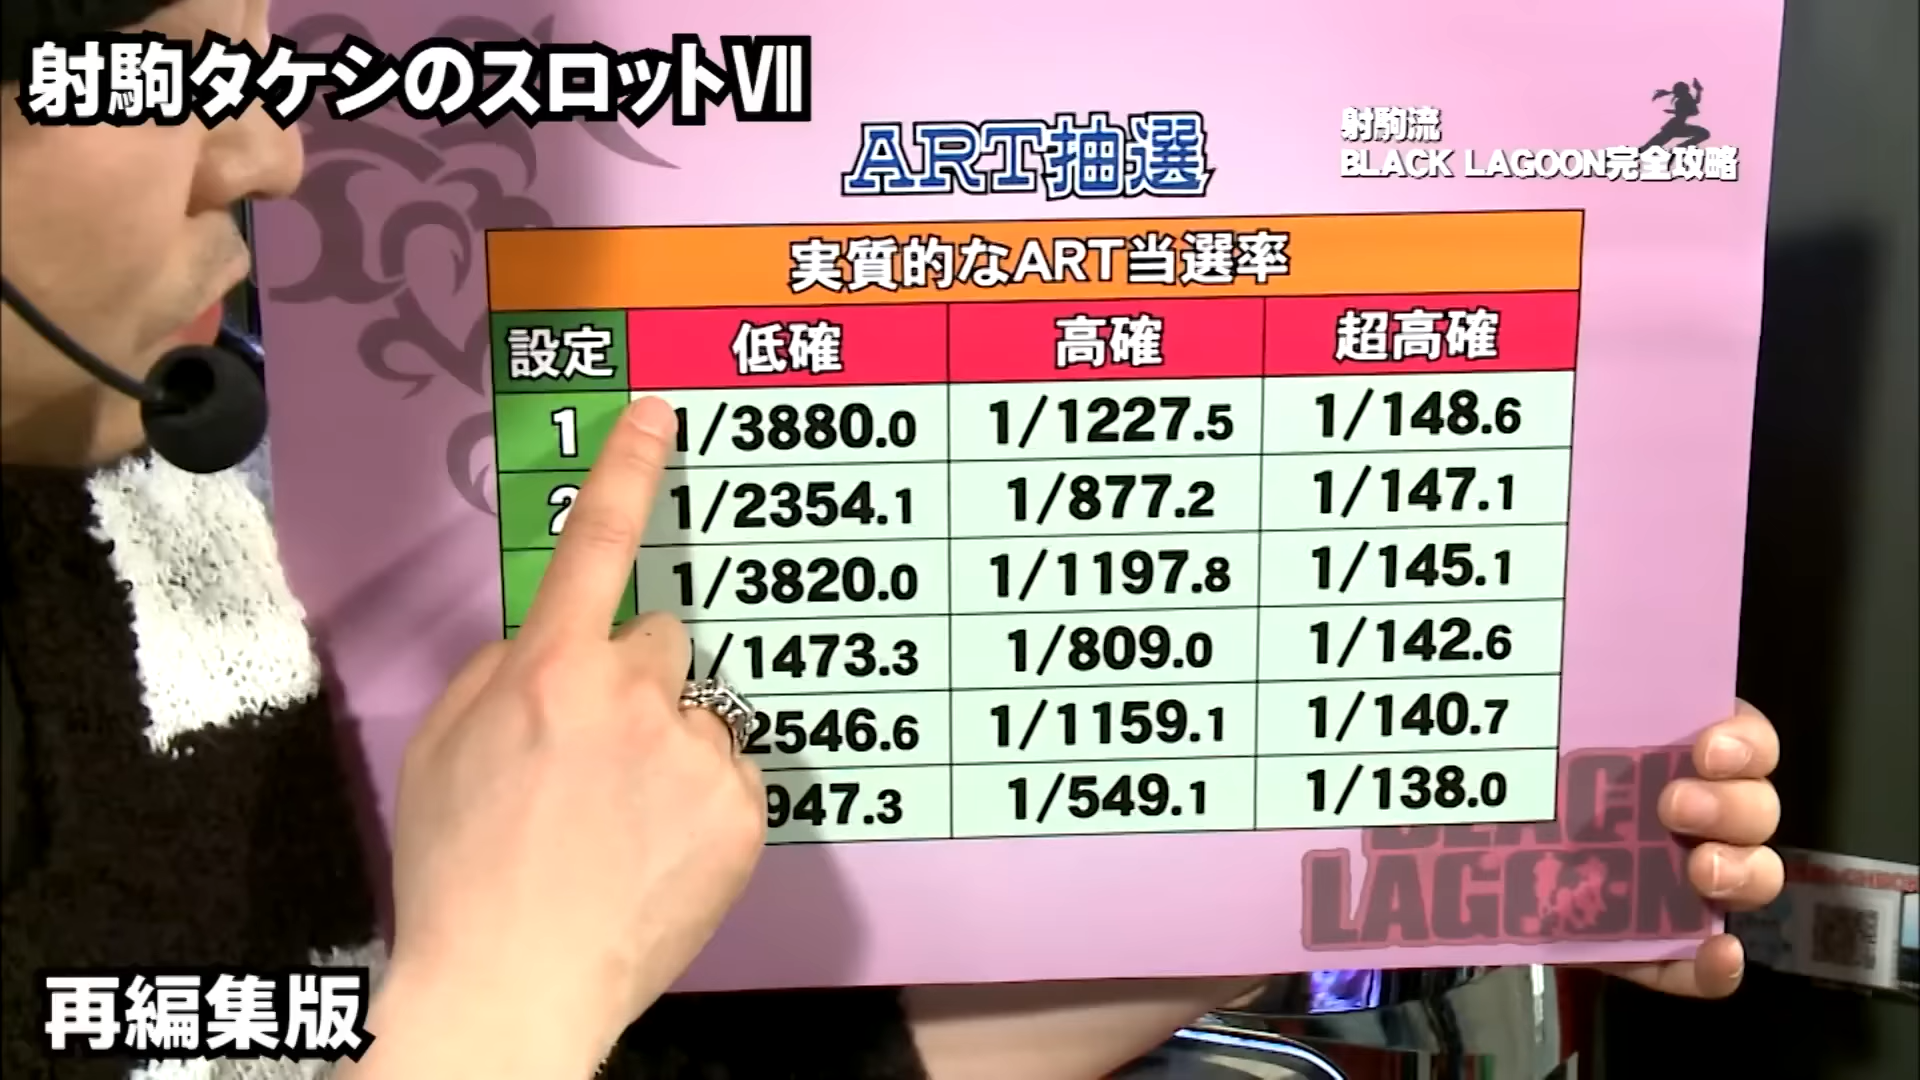 射駒タケシのスロットⅦ
射駒流
BLACK LAGOON完全攻略
ART抽選
実質的なART当選率
設定 低確 高確 超高確
1 1/3880.0 1/1227.5 1/148.6
2 1/2354.1 1/877.2 1/147.1
1/3820.0 1/1197.8 1/145.1
1/1473.3 1/809.0 1/142.6
2546.6 1/1159.1 1/140.7
947.3 1/549.1 1/138.0
BLACK
LAGOON
再編集版